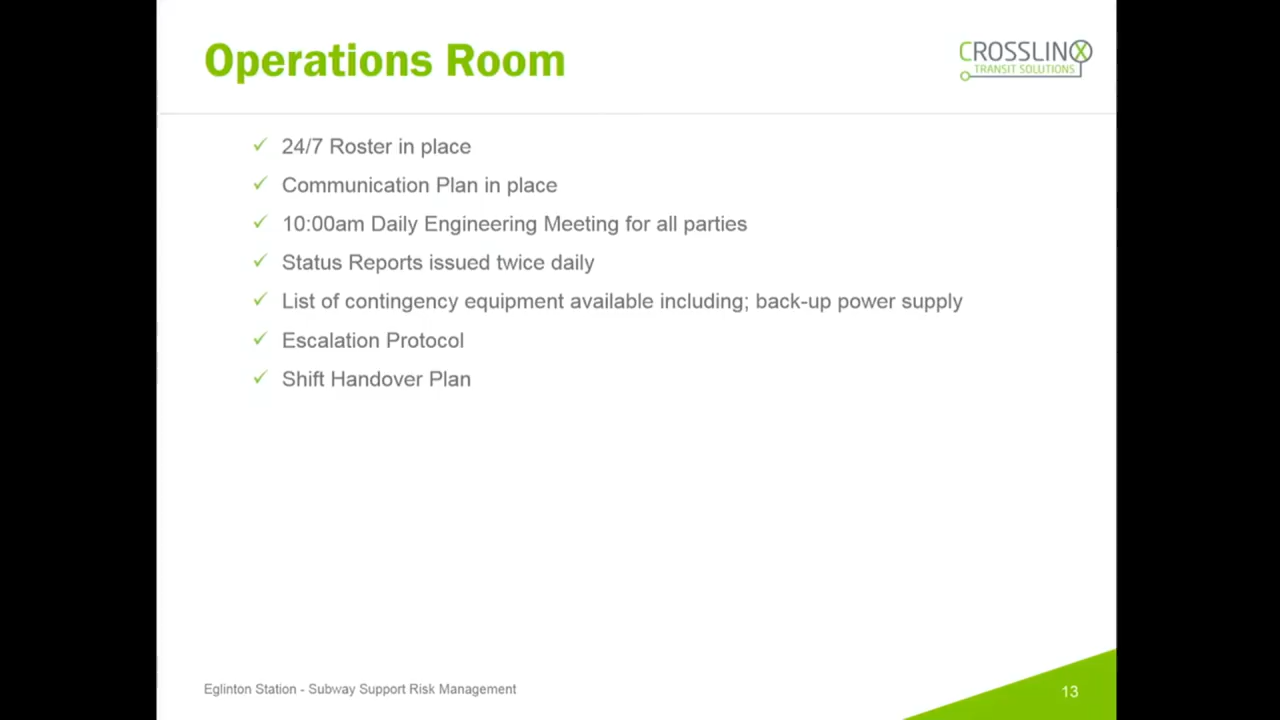 Operations Room
CROSSLINX
TRANSIT SOLUTIONS
24/7 Roster in place
Communication Plan in place
10:00am Daily Engineering Meeting for all parties
Status Reports issued twice daily
List of contingency equipment available including; back-up power supply
Escalation Protocol
Shift Handover Plan
Eglinton Station - Subway Support Risk Management
13